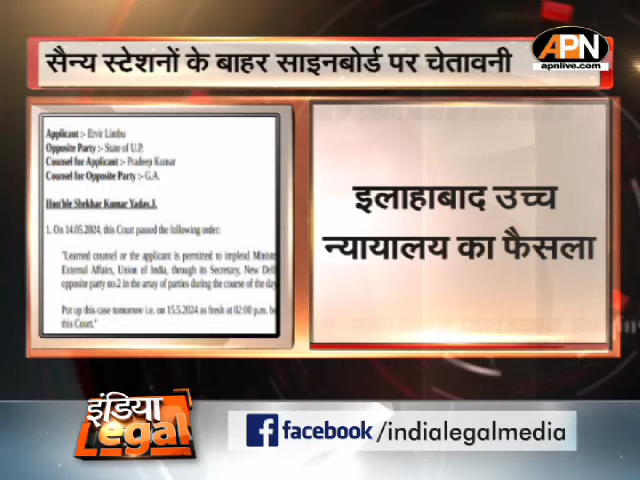 सैन्य स्टेशनों के बाहर साइनबोर्ड पर चेतावनी
APN
apnlive.com
Applicant :- Etvir Limbu
Opposite Party :- State of U.P.
Counsel for Applicant :- Pradeep Kumar
Counsel for Opposite Party :- G.A.
Hon'ble Shekhar Kumar Yadav,J.
1. On 14.05.2024, this Court passed the following order:
"Learned counsel or the applicant is permitted to implead Minist
External Affairs, Union of India, through its Secretary, New Delh
opposite party no.2 in the array of parties during the course of the day
Put up this case tomorrow i.e. on 15.5.2024 as fresh at 02:00 p.m. be
this Court."
इलाहाबाद उच्च
न्यायालय का फैसला
इंडिया
Legal
facebook/indialegalmedia